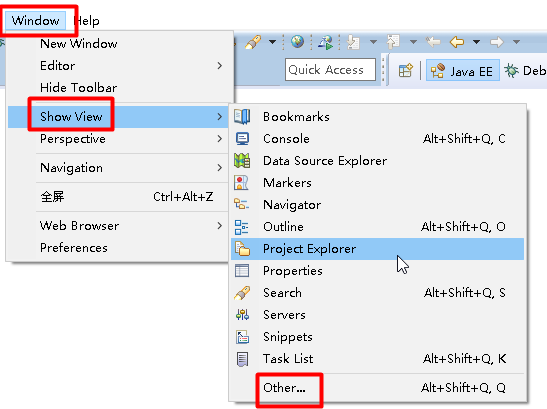 Window Help
New Window
Editor
Hide Toolbar
Quick Access
Java EE
Deb
Show View
Perspective
Navigation
全屏 Ctrl+Alt+Z
Web Browser
Preferences
Bookmarks
Console Alt+Shift+Q, C
Data Source Explorer
Markers
Navigator
Outline Alt+Shift+Q, O
Project Explorer
Properties
Search Alt+Shift+Q, S
Servers
Snippets
Task List Alt+Shift+Q, K
Other... Alt+Shift+Q, Q